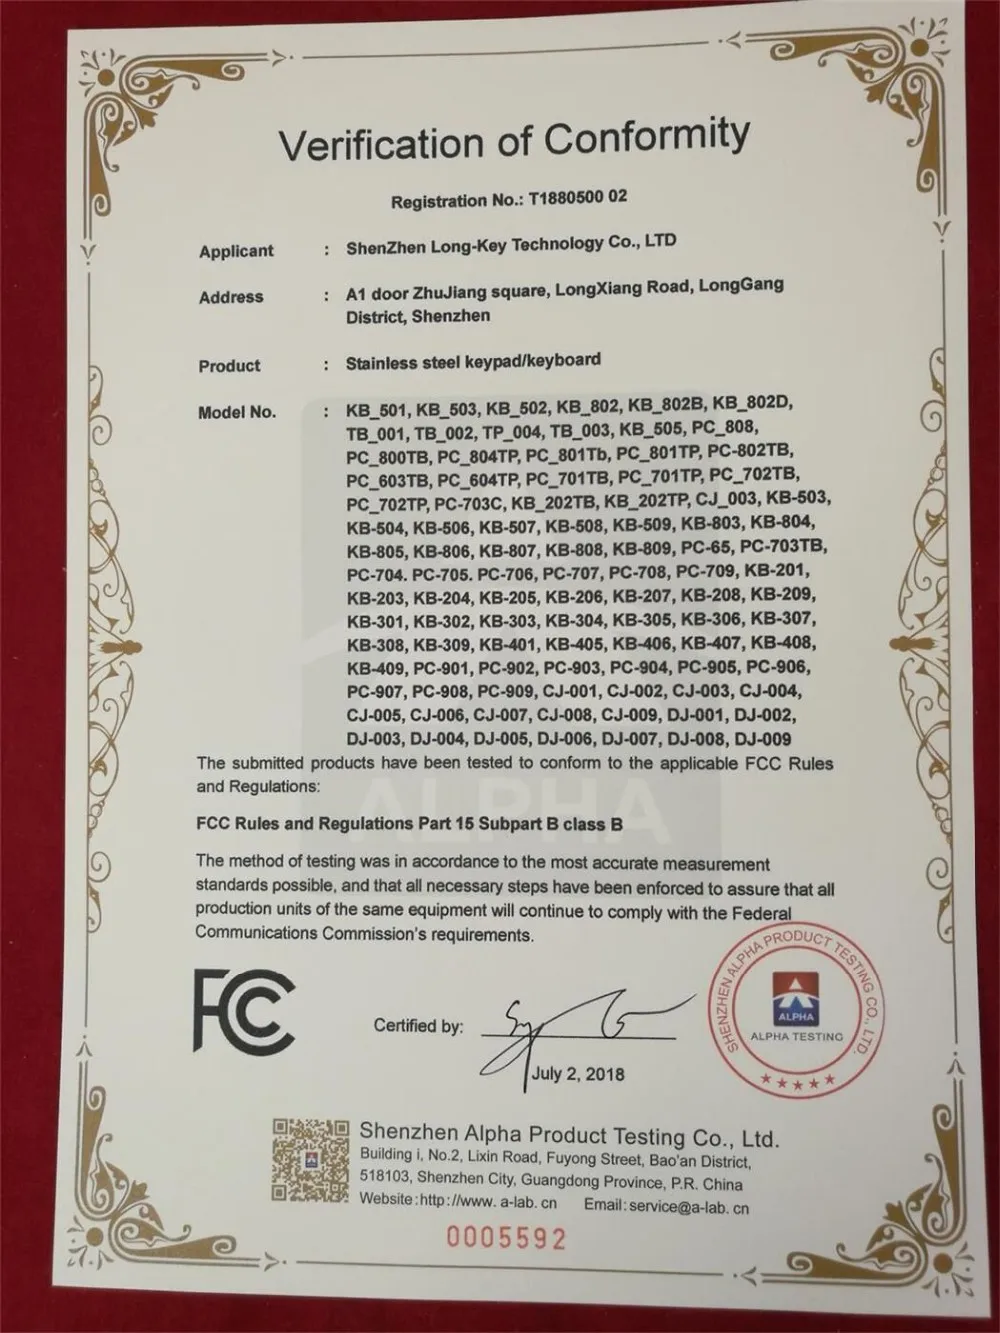 Verification of Conformity
Registration No.: T1880500 02
Applicant : ShenZhen Long-Key Technology Co., LTD
Address : A1 door ZhuJiang square, LongXiang Road, LongGang
District, Shenzhen
Product : Stainless steel keypad/keyboard
Model No. : KB_501, KB_503, KB_502, KB_802, KB_802B, KB_802D,
TB_001, TB_002, TP_004, TB_003, KB_505, PC_808,
PC_800TB, PC_804TP, PC_801Tb, PC_801TP, PC-802TB,
PC_603TB, PC_604TP, PC_701TB, PC_701TP, PC_702TB,
PC_702TP, PC-703C, KB_202TB, KB_202TP, CJ_003, KB-503,
KB-504, KB-506, KB-507, KB-508, KB-509, KB-803, KB-804,
KB-805, KB-806, KB-807, KB-808, KB-809, PC-65, PC-703TB,
PC-704. PC-705. PC-706, PC-707, PC-708, PC-709, KB-201,
KB-203, KB-204, KB-205, KB-206, KB-207, KB-208, KB-209,
KB-301, KB-302, KB-303, KB-304, KB-305, KB-306, KB-307,
KB-308, KB-309, KB-401, KB-405, KB-406, KB-407, KB-408,
KB-409, PC-901, PC-902, PC-903, PC-904, PC-905, PC-906,
PC-907, PC-908, PC-909, CJ-001, CJ-002, CJ-003, CJ-004,
CJ-005, CJ-006, CJ-007, CJ-008, CJ-009, DJ-001, DJ-002,
DJ-003, DJ-004, DJ-005, DJ-006, DJ-007, DJ-008, DJ-009
The submitted products have been tested to conform to the applicable FCC Rules
and Regulations:
ALPHA
FCC Rules and Regulations Part 15 Subpart B class B
The method of testing was in accordance to the most accurate measurement
standards possible, and that all necessary steps have been enforced to assure that all
production units of the same equipment will continue to comply with the Federal
Communications Commission's requirements.
FCC
Certified by:
July 2, 2018
SHENZHEN ALPHA PRODUCT TESTING CO., LTD.
ALPHA
ALPHA TESTING
Shenzhen Alpha Product Testing Co., Ltd.
Building i, No.2, Lixin Road, Fuyong Street, Bao'an District,
518103, Shenzhen City, Guangdong Province, P.R. China
Website:http://www. a-lab. cn Email:service@a-lab. cn
0005592